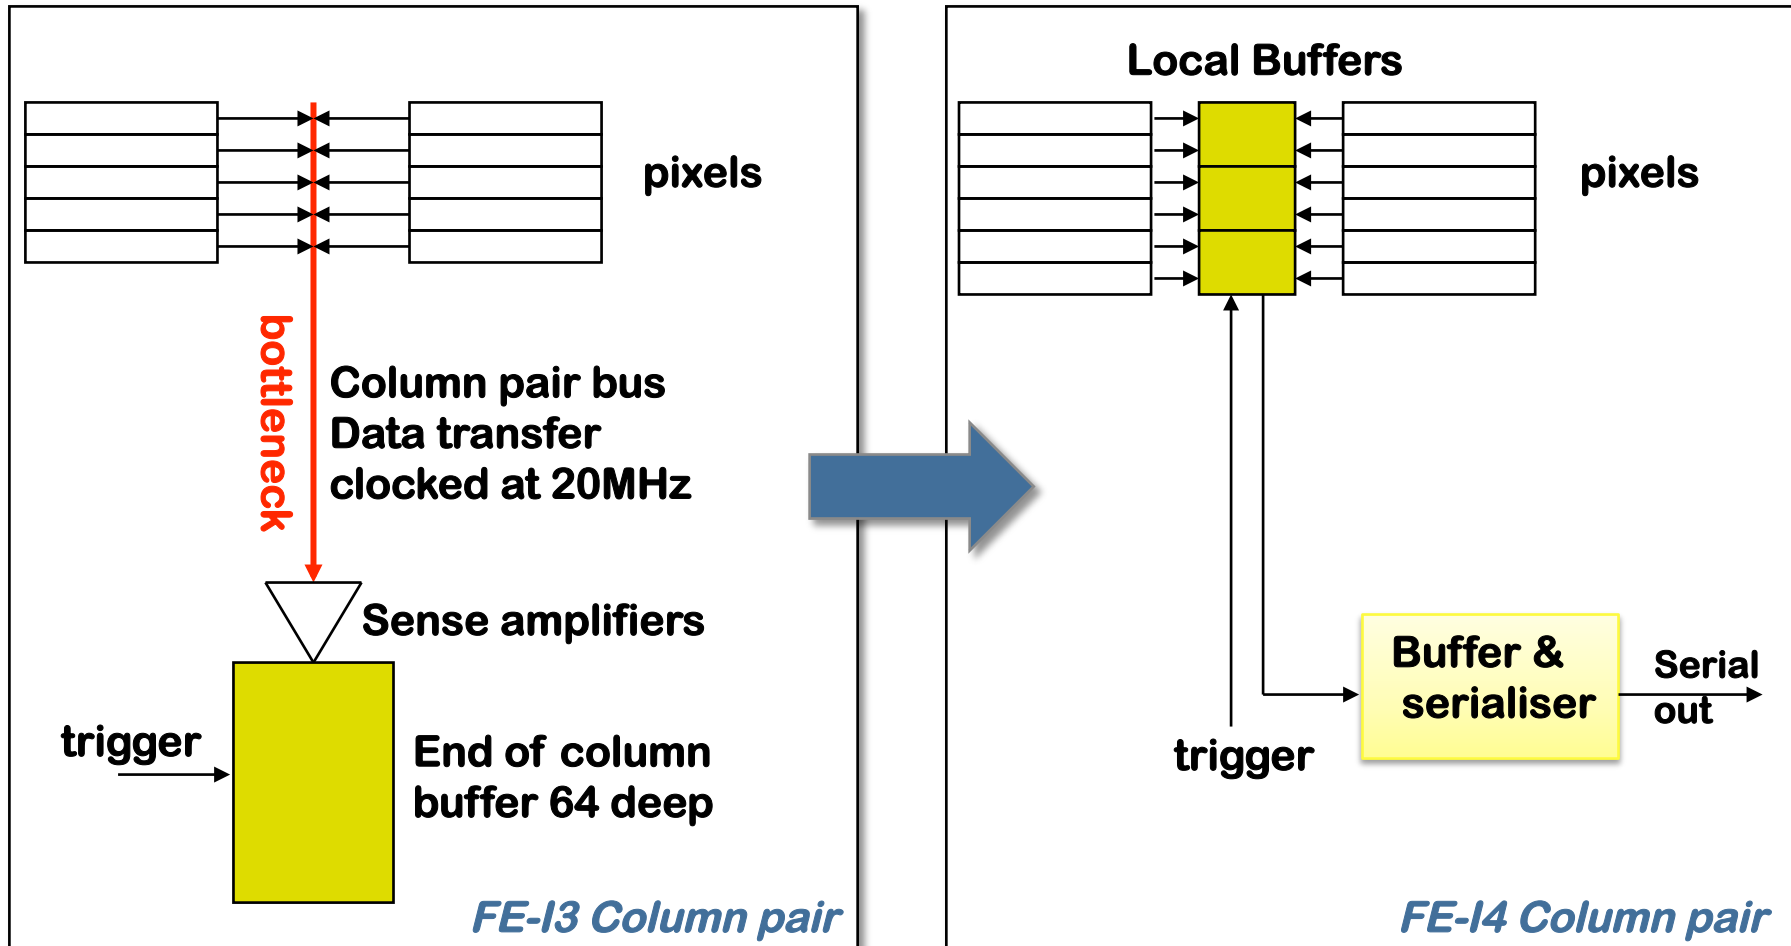 pixels
bottleneck
Column pair bus
Data transfer
clocked at 20MHz
Sense amplifiers
trigger
End of column
buffer 64 deep
FE-I3 Column pair
Local Buffers
pixels
Buffer &
serialiser
Serial
out
trigger
FE-I4 Column pair